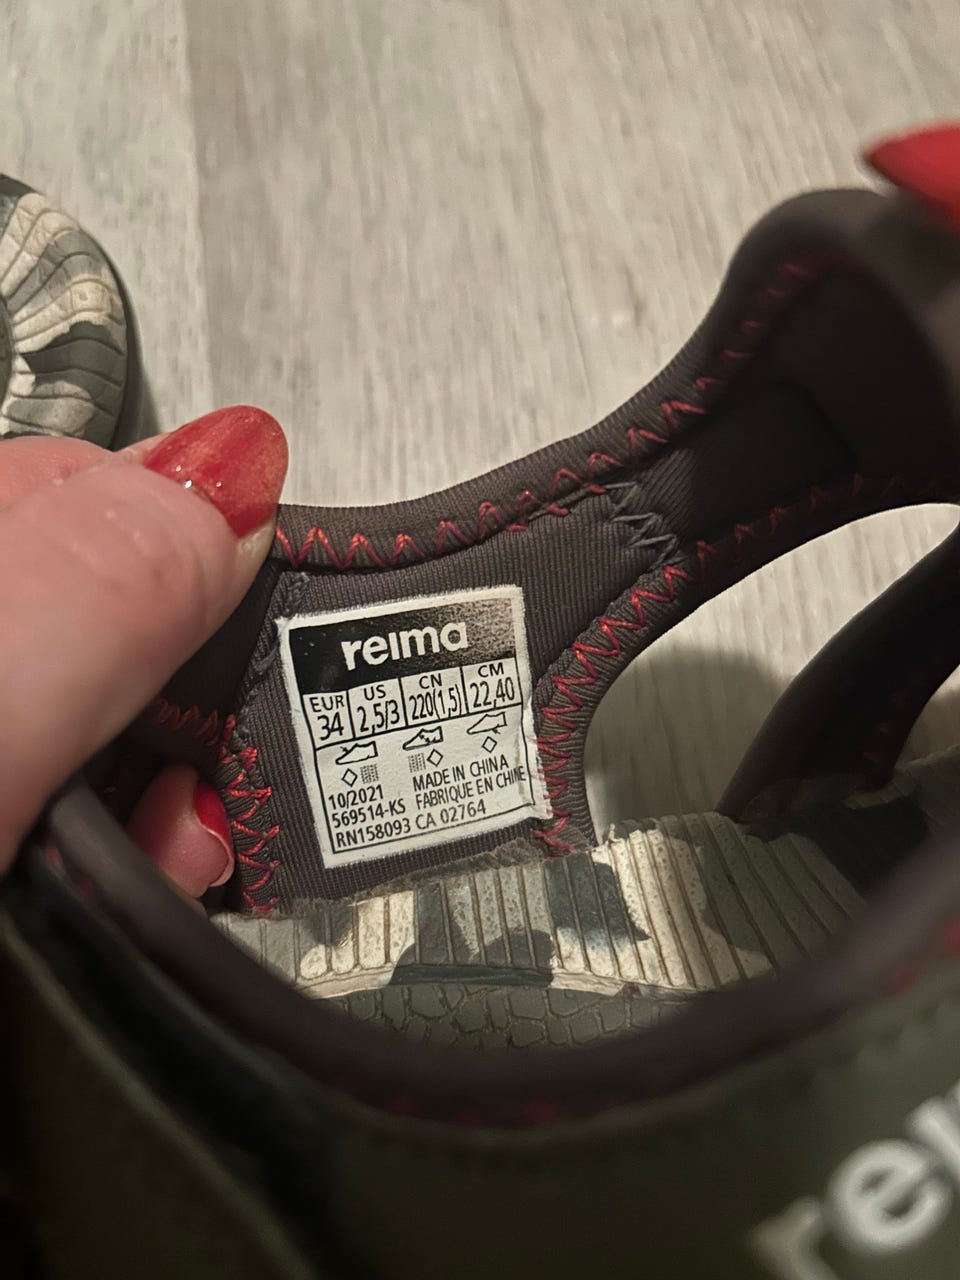 reima
EUR US CN CM
34 2,5/3 220(1,5) 22,40
10/2021 MADE IN CHINA
569514-KS FABRIQUE EN CHINE
RN158093 CA 02764
rei